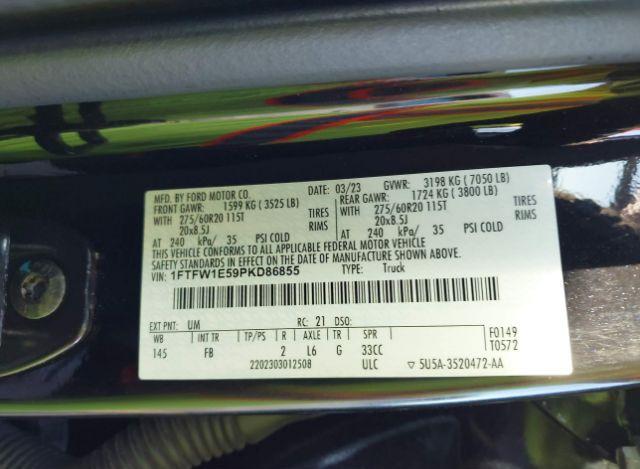 MFD. BY FORD MOTOR CO.
DATE: 03/23 GVWR: 3198 KG ( 7050 LB)
FRONT GAWR: 1599 KG ( 3525 LB) REAR GAWR: 1724 KG ( 3800 LB)
WITH 275/60R20 115T TIRES WITH 275/60R20 115T TIRES
20x8.5J RIMS 20x8.5J RIMS
AT 240 kPa/ 35 PSI COLD AT 240 kPa/ 35 PSI COLD
THIS VEHICLE CONFORMS TO ALL APPLICABLE FEDERAL MOTOR VEHICLE
SAFETY STANDARDS IN EFFECT ON THE DATE OF MANUFACTURE SHOWN ABOVE.
VIN: 1FTFW1E59PKD86855 TYPE: Truck
EXT PNT: UM RC: 21 DSO: F0149
WB INT TR TP/PS R AXLE TR SPR T0572
145 FB 2 L6 G 33CC
2202303012508 ULC ▽ 5U5A-3520472-AA